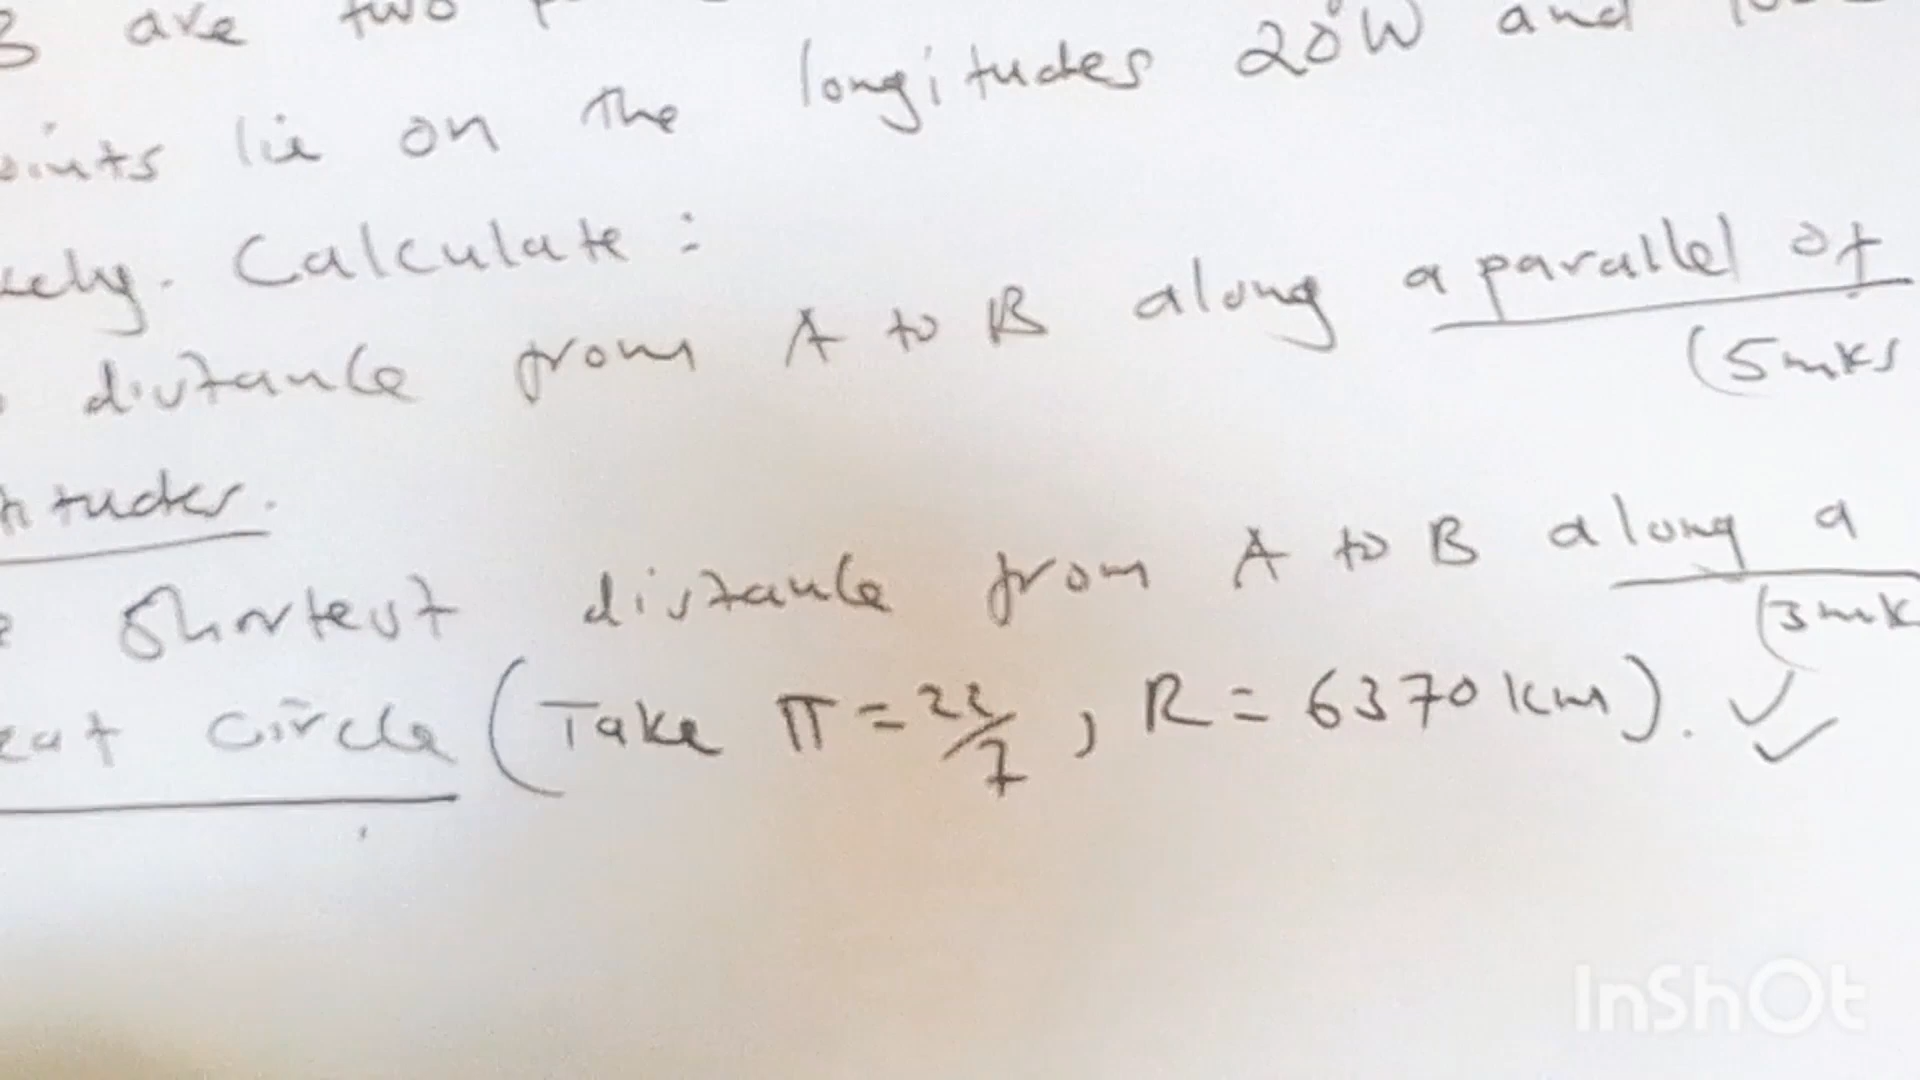 are two
points lie on the longitudes 20°W and
Calculate :
distance from A to B along a parallel of
(5mks
Shortest distance from A to B along a
(3mk
circle (Take π = 22/7, R = 6370 km). ✓✓
InShOt